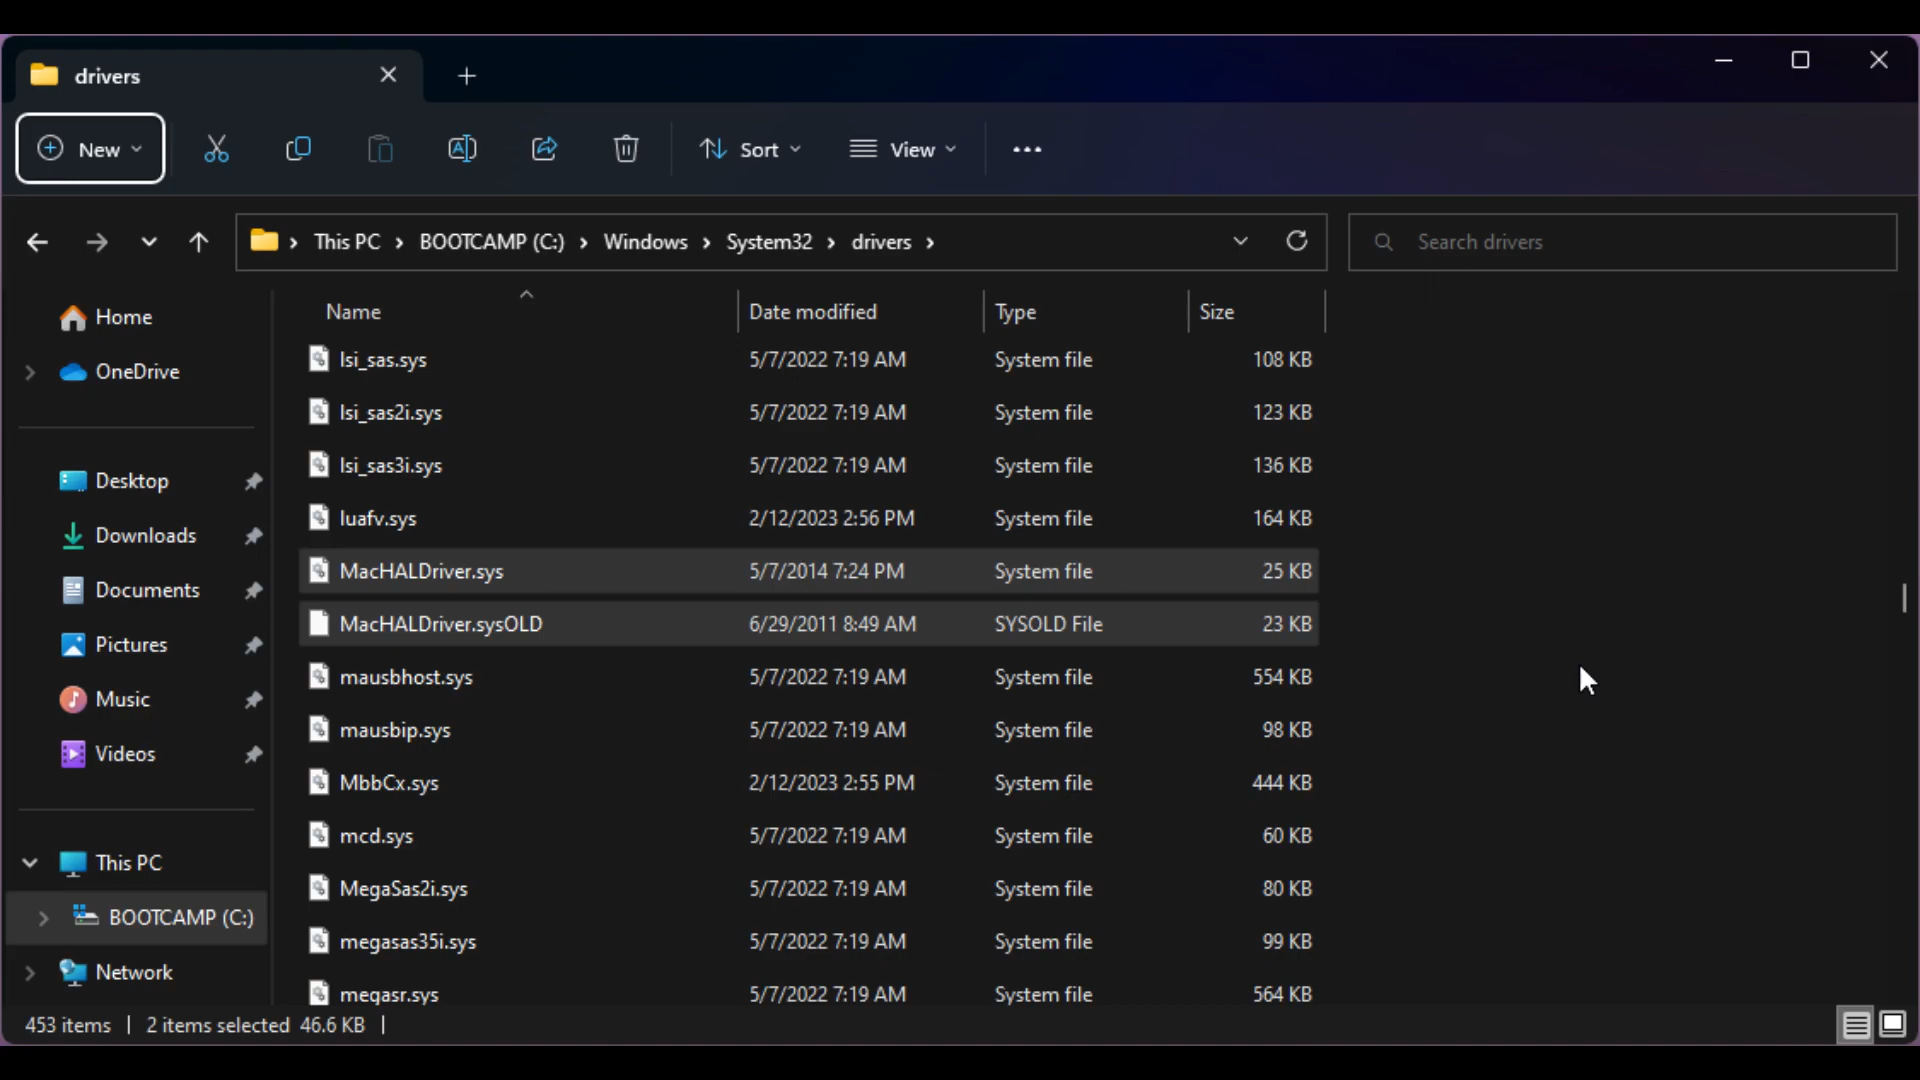 drivers
New
Sort
View
This PC > BOOTCAMP (C:) > Windows > System32 > drivers >
Search drivers
Home
OneDrive
Desktop
Downloads
Documents
Pictures
Music
Videos
This PC
BOOTCAMP (C:)
Network
Name Date modified Type Size
lsi_sas.sys 5/7/2022 7:19 AM System file 108 KB
lsi_sas2i.sys 5/7/2022 7:19 AM System file 123 KB
lsi_sas3i.sys 5/7/2022 7:19 AM System file 136 KB
luafv.sys 2/12/2023 2:56 PM System file 164 KB
MacHALDriver.sys 5/7/2014 7:24 PM System file 25 KB
MacHALDriver.sysOLD 6/29/2011 8:49 AM SYSOLD File 23 KB
mausbhost.sys 5/7/2022 7:19 AM System file 554 KB
mausbip.sys 5/7/2022 7:19 AM System file 98 KB
MbbCx.sys 2/12/2023 2:55 PM System file 444 KB
mcd.sys 5/7/2022 7:19 AM System file 60 KB
MegaSas2i.sys 5/7/2022 7:19 AM System file 80 KB
megasas35i.sys 5/7/2022 7:19 AM System file 99 KB
megasr.sys 5/7/2022 7:19 AM System file 564 KB
453 items | 2 items selected 46.6 KB |